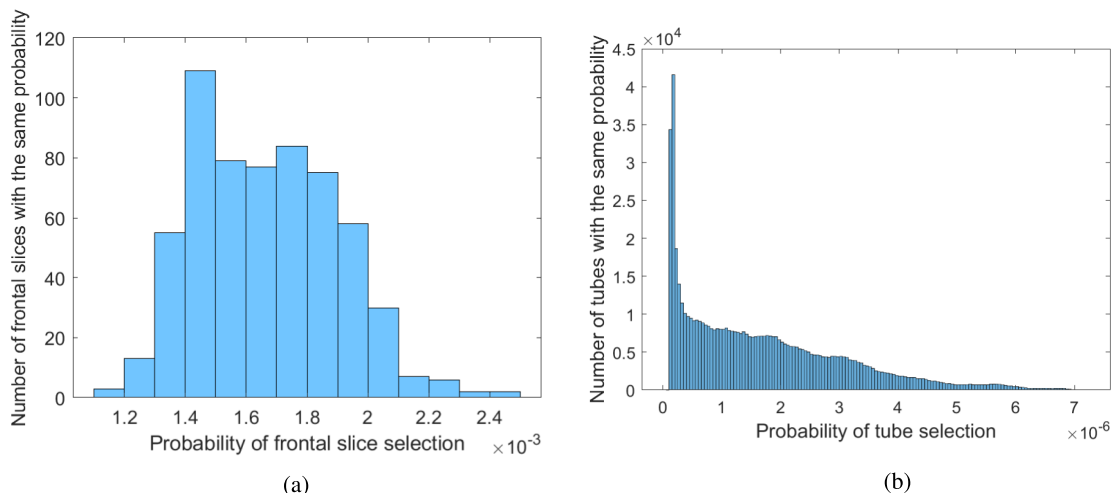 Number of frontal slices with the same probability
120
100
80
60
40
20
0
1.2 1.4 1.6 1.8 2 2.2 2.4
Probability of frontal slice selection
×10⁻³
(a)
Number of tubes with the same probability
×10⁴
4.5
4
3.5
3
2.5
2
1.5
1
0.5
0
0 1 2 3 4 5 6 7
Probability of tube selection
×10⁻⁶
(b)